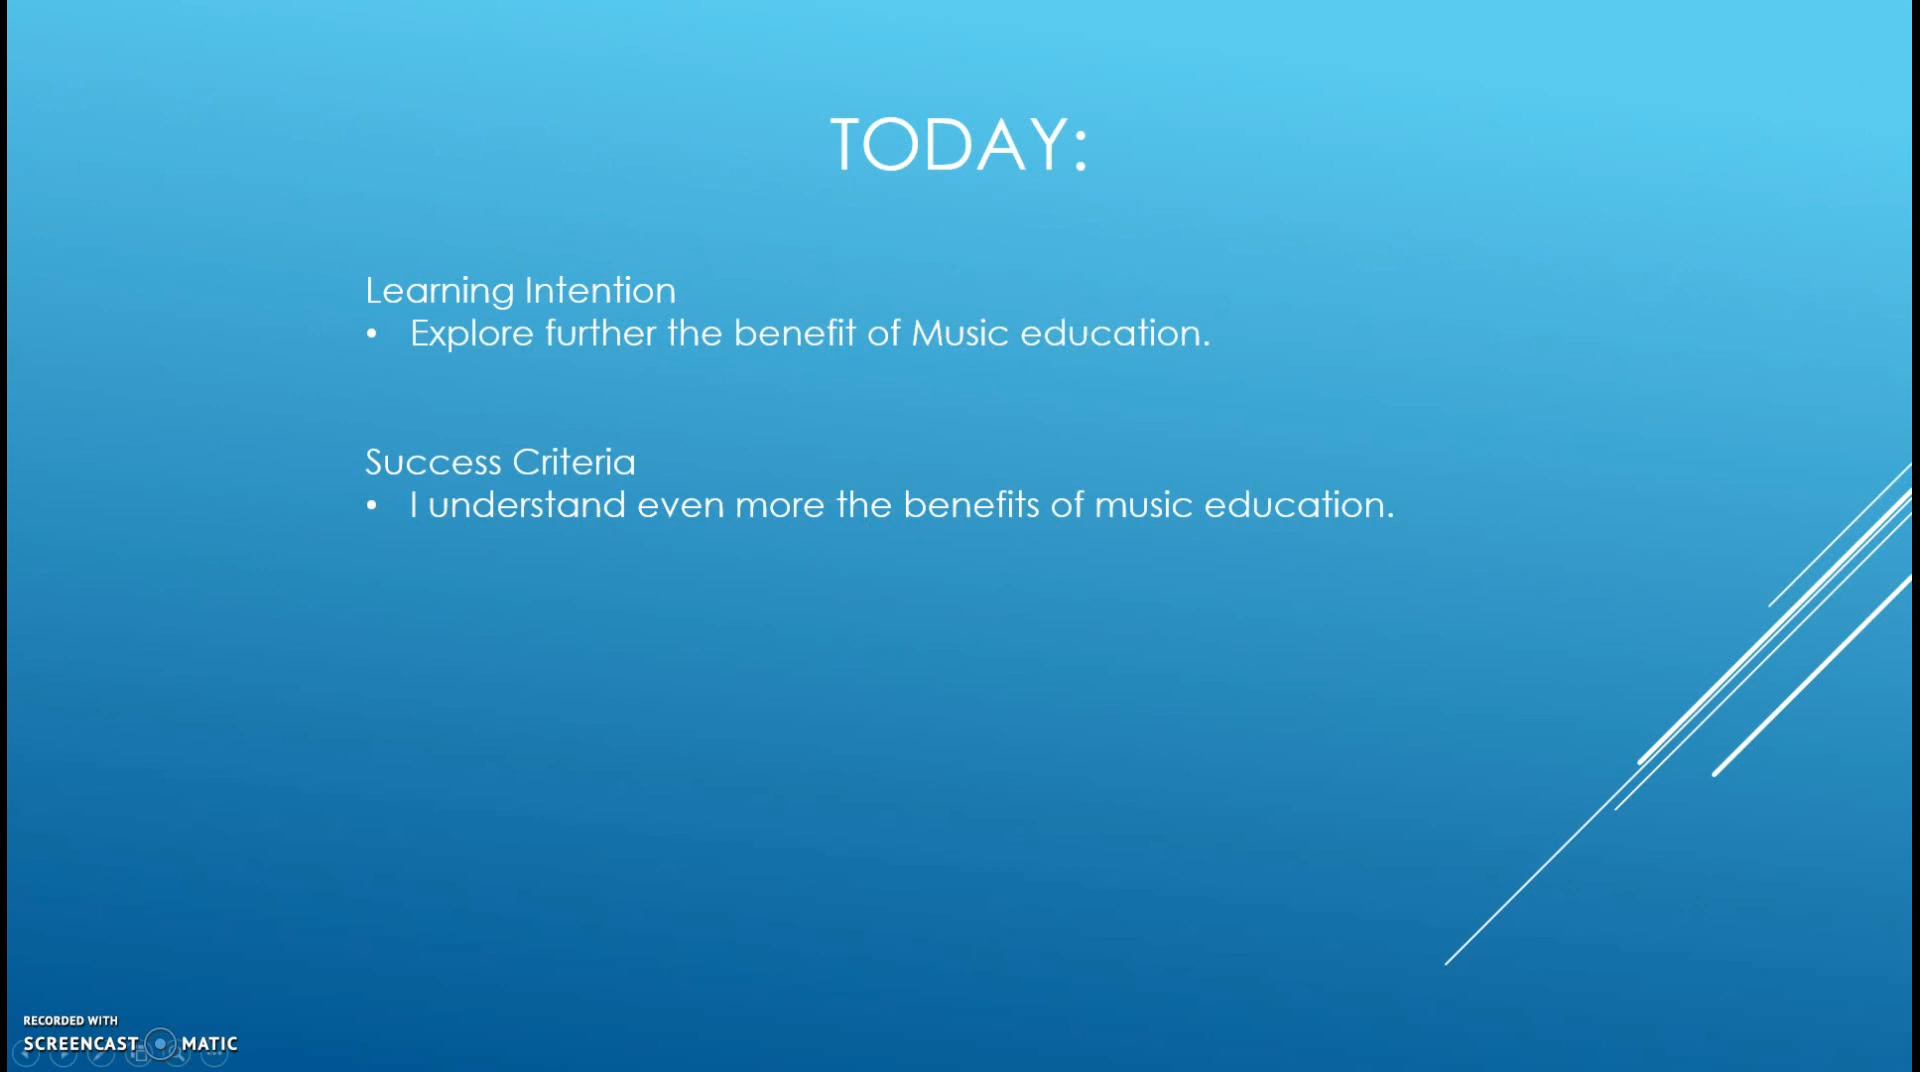 TODAY:
Learning Intention
• Explore further the benefit of Music education.
Success Criteria
• I understand even more the benefits of music education.
RECORDED WITH
SCREENCAST MATIC